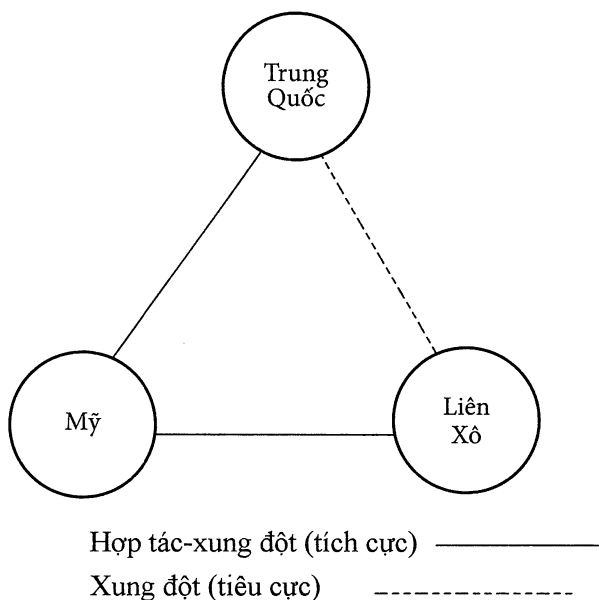 Trung
Quốc
Mỹ
Liên
Xô
Hợp tác-xung đột (tích cực)
Xung đột (tiêu cực)